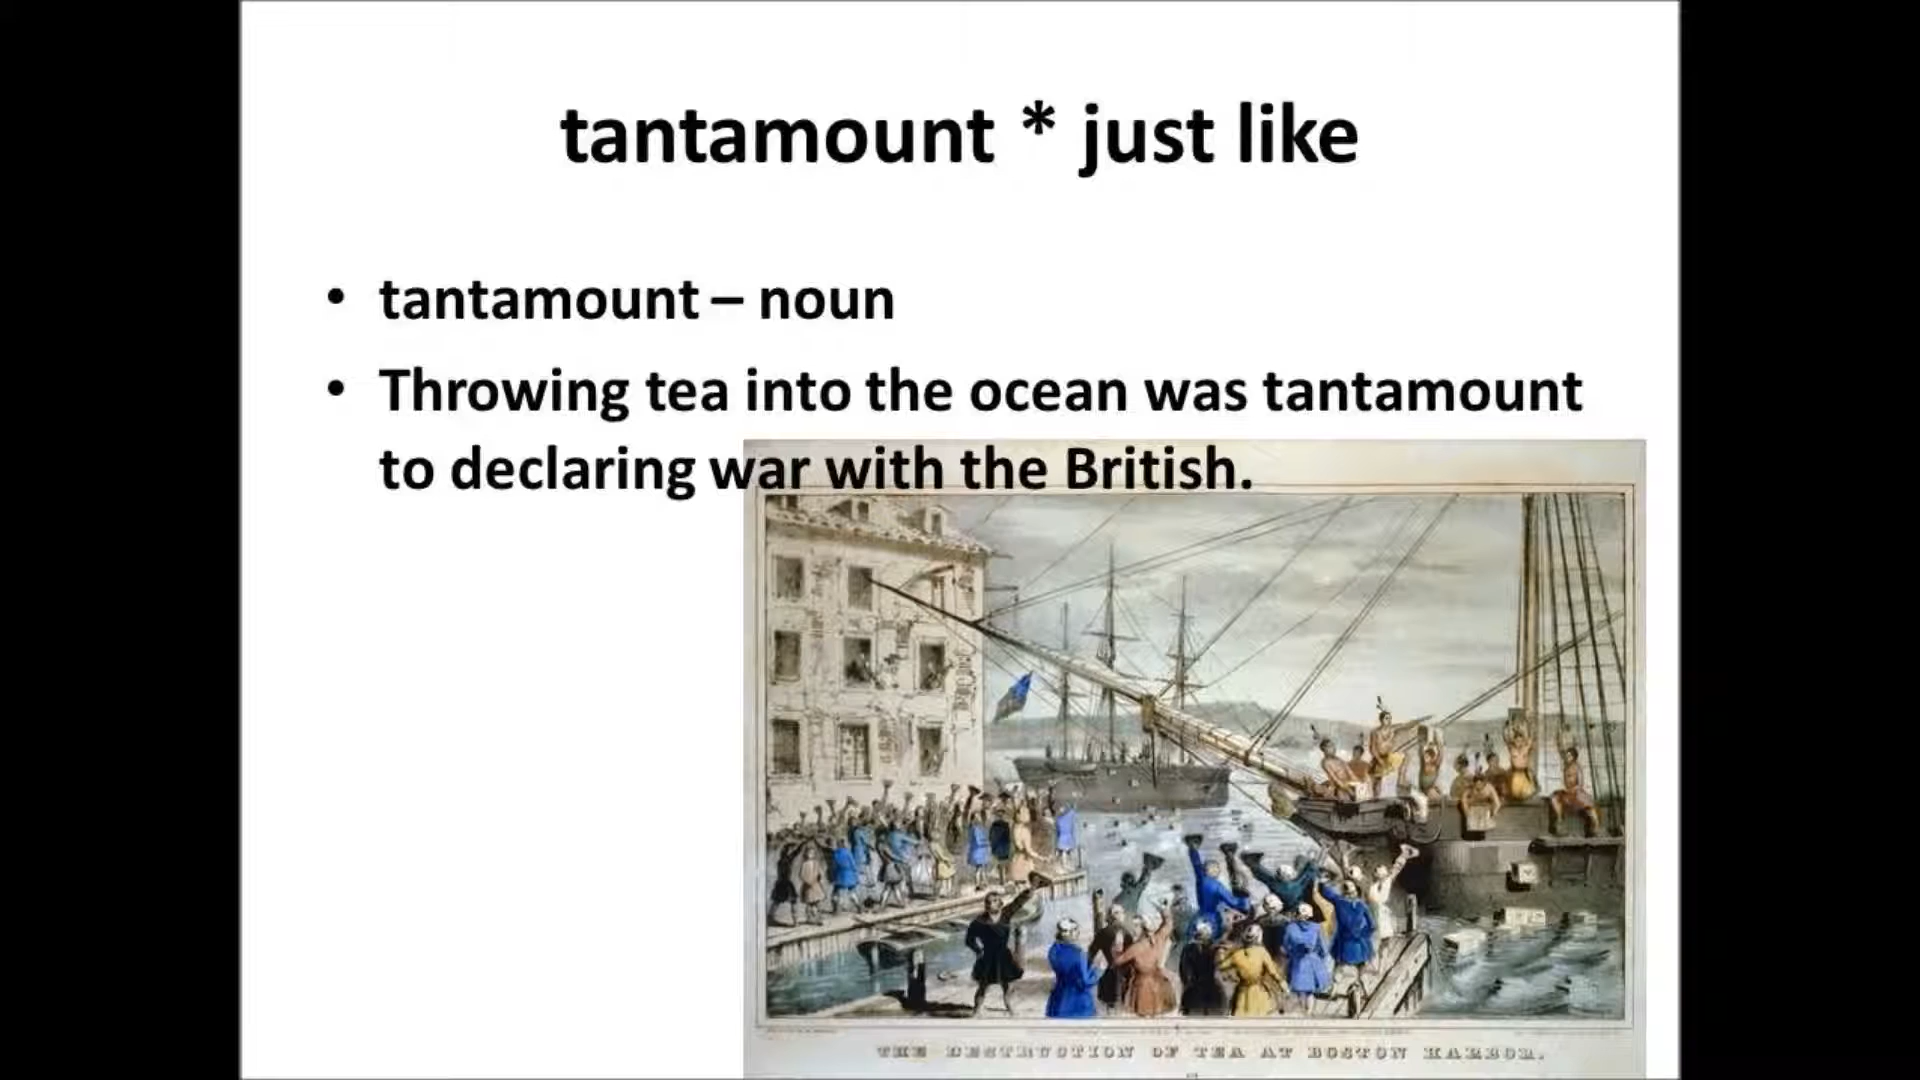 tantamount * just like
• tantamount – noun
• Throwing tea into the ocean was tantamount
to declaring war with the British.
THE DESTRUCTION OF TEA AT BOSTON HARBOR.